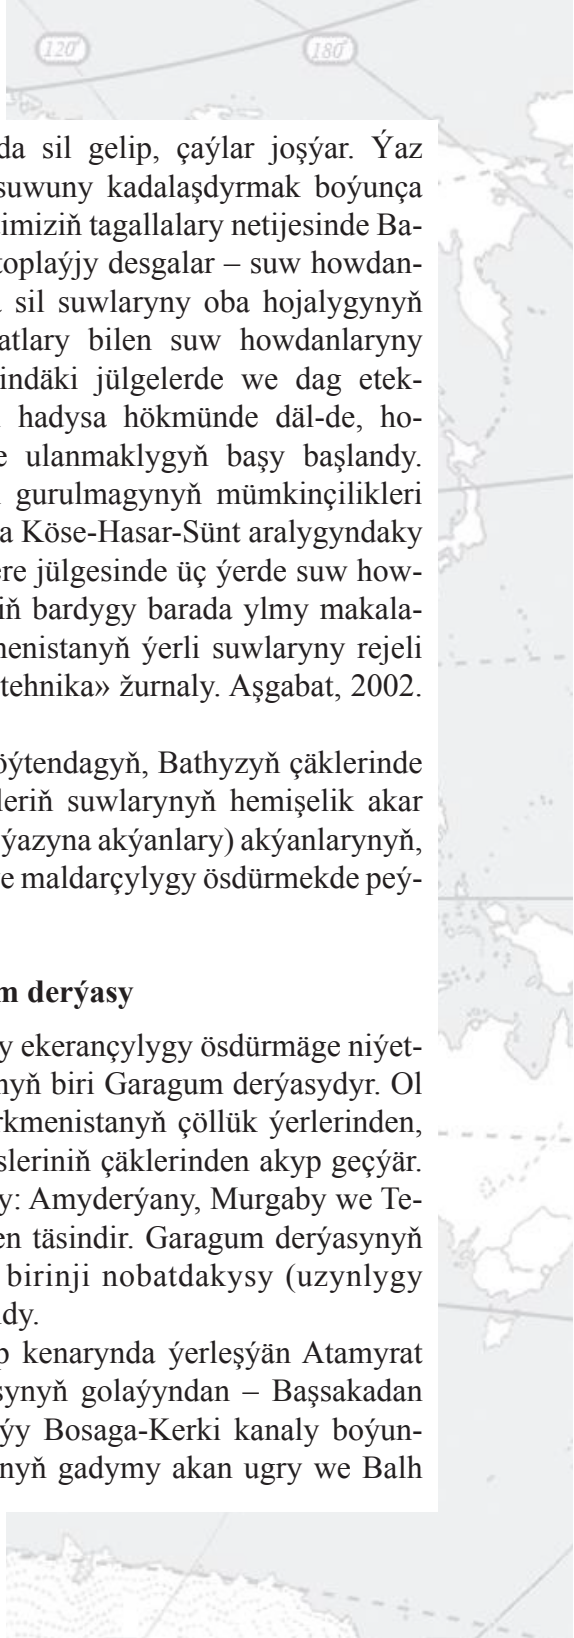 120°
180°
da sil gelip, çaýlar joşýar. Ýaz
suwuny kadalaşdyrmak boýunça
imiziň tagallalary netijesinde Ba-
toplaýjy desgalar – suw howdan-
sil suwlaryny oba hojalygynyň
atlary bilen suw howdanlaryny
indäki jülgelerde we dag etek-
hadysa hökmünde däl-de, ho-
e ulanmaklygyň başy başlandy.
gurulmagynyň mümkinçilikleri
a Köse-Hasar-Sünt aralygyndaky
ere jülgesinde üç ýerde suw how-
iň bardygy barada ylmy makala-
menistanyň ýerli suwlaryny rejeli
tehnika» žurnaly. Aşgabat, 2002.
öýtendagyň, Bathyzyň çäklerinde
leriň suwlarynyň hemişelik akar
ýazyna akýanlary) akýanlarynyň,
e maldarçylygy ösdürmekde peý-
m derýasy
y ekerançylygy ösdürmäge niýet-
nyň biri Garagum derýasydyr. Ol
rkmenistanyň çöllük ýerlerinden,
sleriniň çäklerinden akyp geçýär.
y: Amyderýany, Murgaby we Te-
en täsindir. Garagum derýasynyň
birinji nobatdakysy (uzynlygy
dy.
p kenarynda ýerleşýän Atamyrat
synyň golaýyndan – Başsakadan
ýy Bosaga-Kerki kanaly boýun-
nyň gadymy akan ugry we Balh